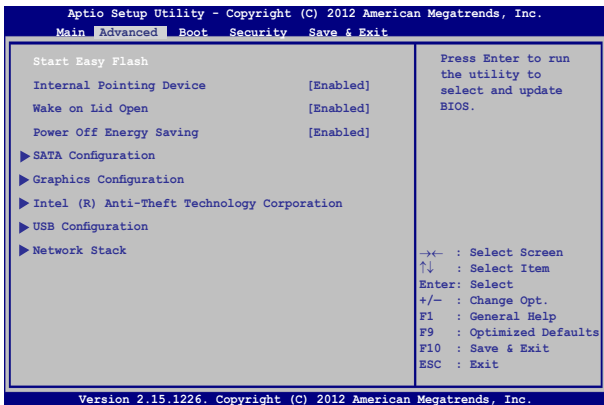 Aptio Setup Utility - Copyright (C) 2012 American Megatrends, Inc.
Main Advanced Boot Security Save & Exit
Start Easy Flash
Internal Pointing Device [Enabled]
Wake on Lid Open [Enabled]
Power Off Energy Saving [Enabled]
▶ SATA Configuration
▶ Graphics Configuration
▶ Intel (R) Anti-Theft Technology Corporation
▶ USB Configuration
▶ Network Stack
Press Enter to run
the utility to
select and update
BIOS.
→← : Select Screen
↑↓ : Select Item
Enter: Select
+/— : Change Opt.
F1 : General Help
F9 : Optimized Defaults
F10 : Save & Exit
ESC : Exit
Version 2.15.1226. Copyright (C) 2012 American Megatrends, Inc.